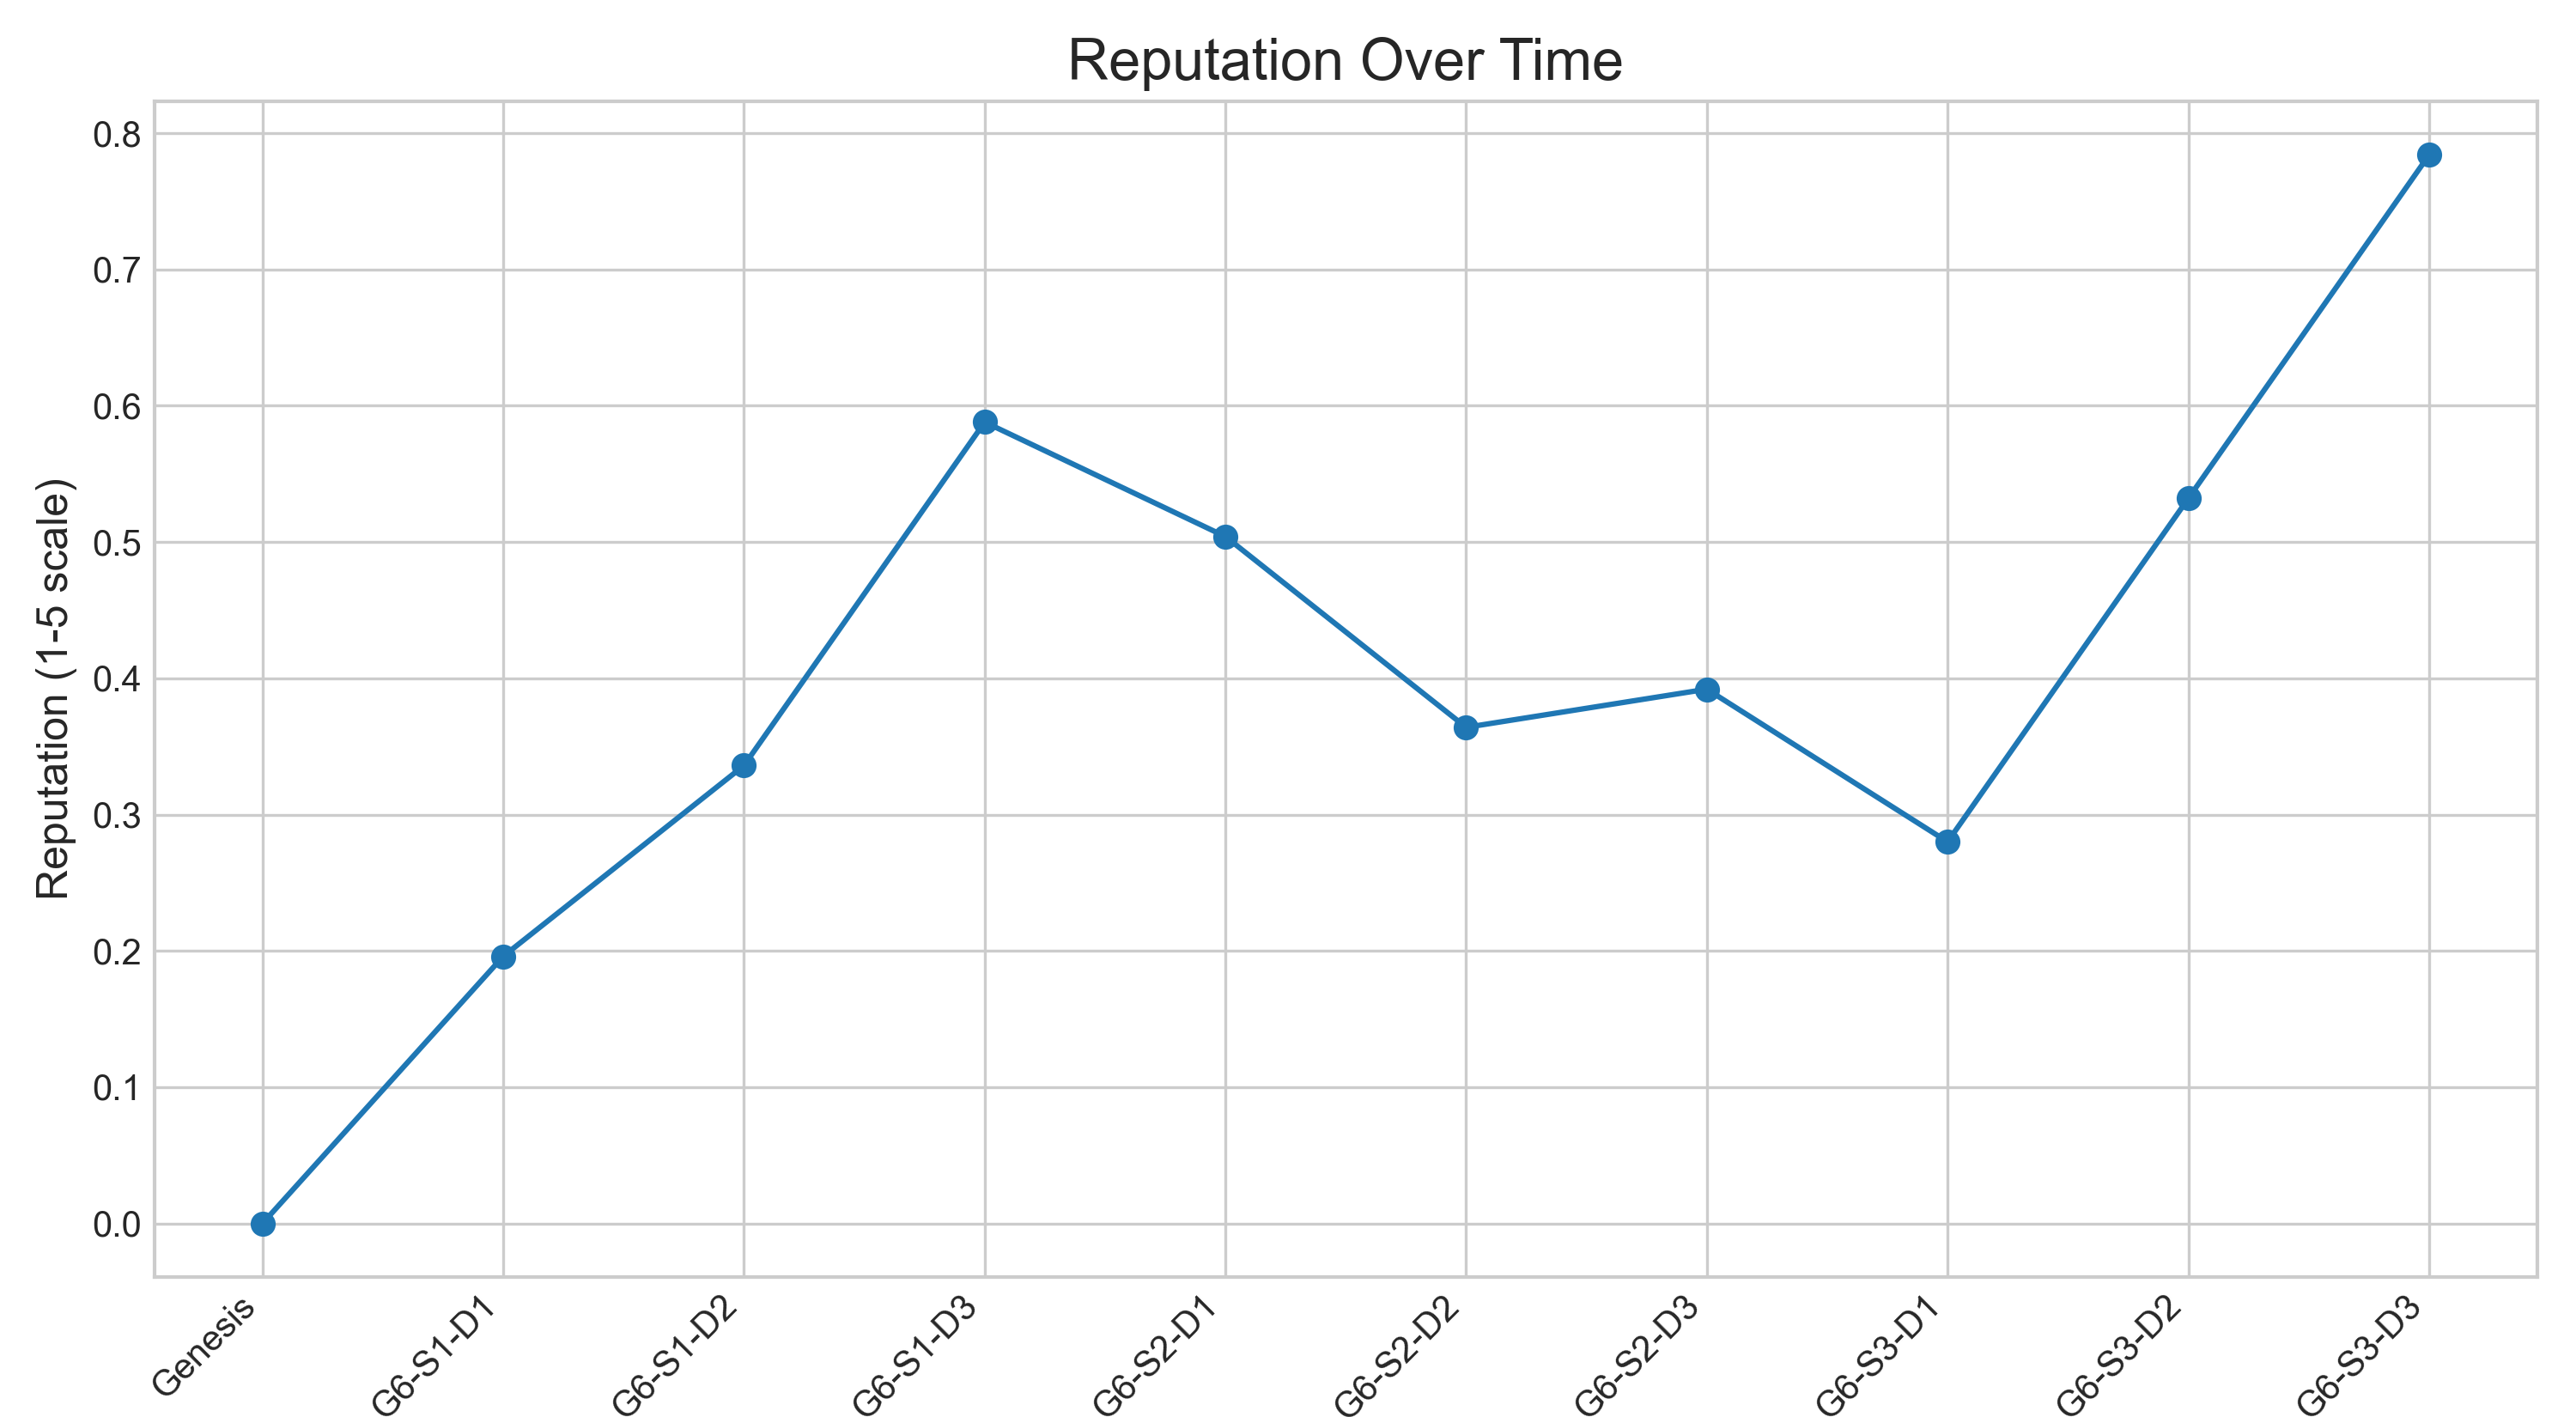 Reputation Over Time
Reputation (1-5 scale)
0.8
0.7
0.6
0.5
0.4
0.3
0.2
0.1
0.0
Genesis
G6-S1-D1
G6-S1-D2
G6-S1-D3
G6-S2-D1
G6-S2-D2
G6-S2-D3
G6-S3-D1
G6-S3-D2
G6-S3-D3